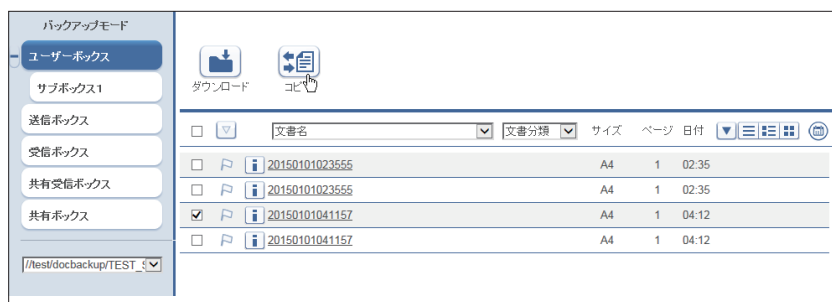 バックアップモード
ユーザーボックス
サブボックス1
送信ボックス
受信ボックス
共有受信ボックス
共有ボックス
//test/docbackup/TEST_
ダウンロード
コピー
文書名 文書分類 サイズ ページ 日付
20150101023555 A4 1 02:35
20150101023555 A4 1 02:35
20150101041157 A4 1 04:12
20150101041157 A4 1 04:12